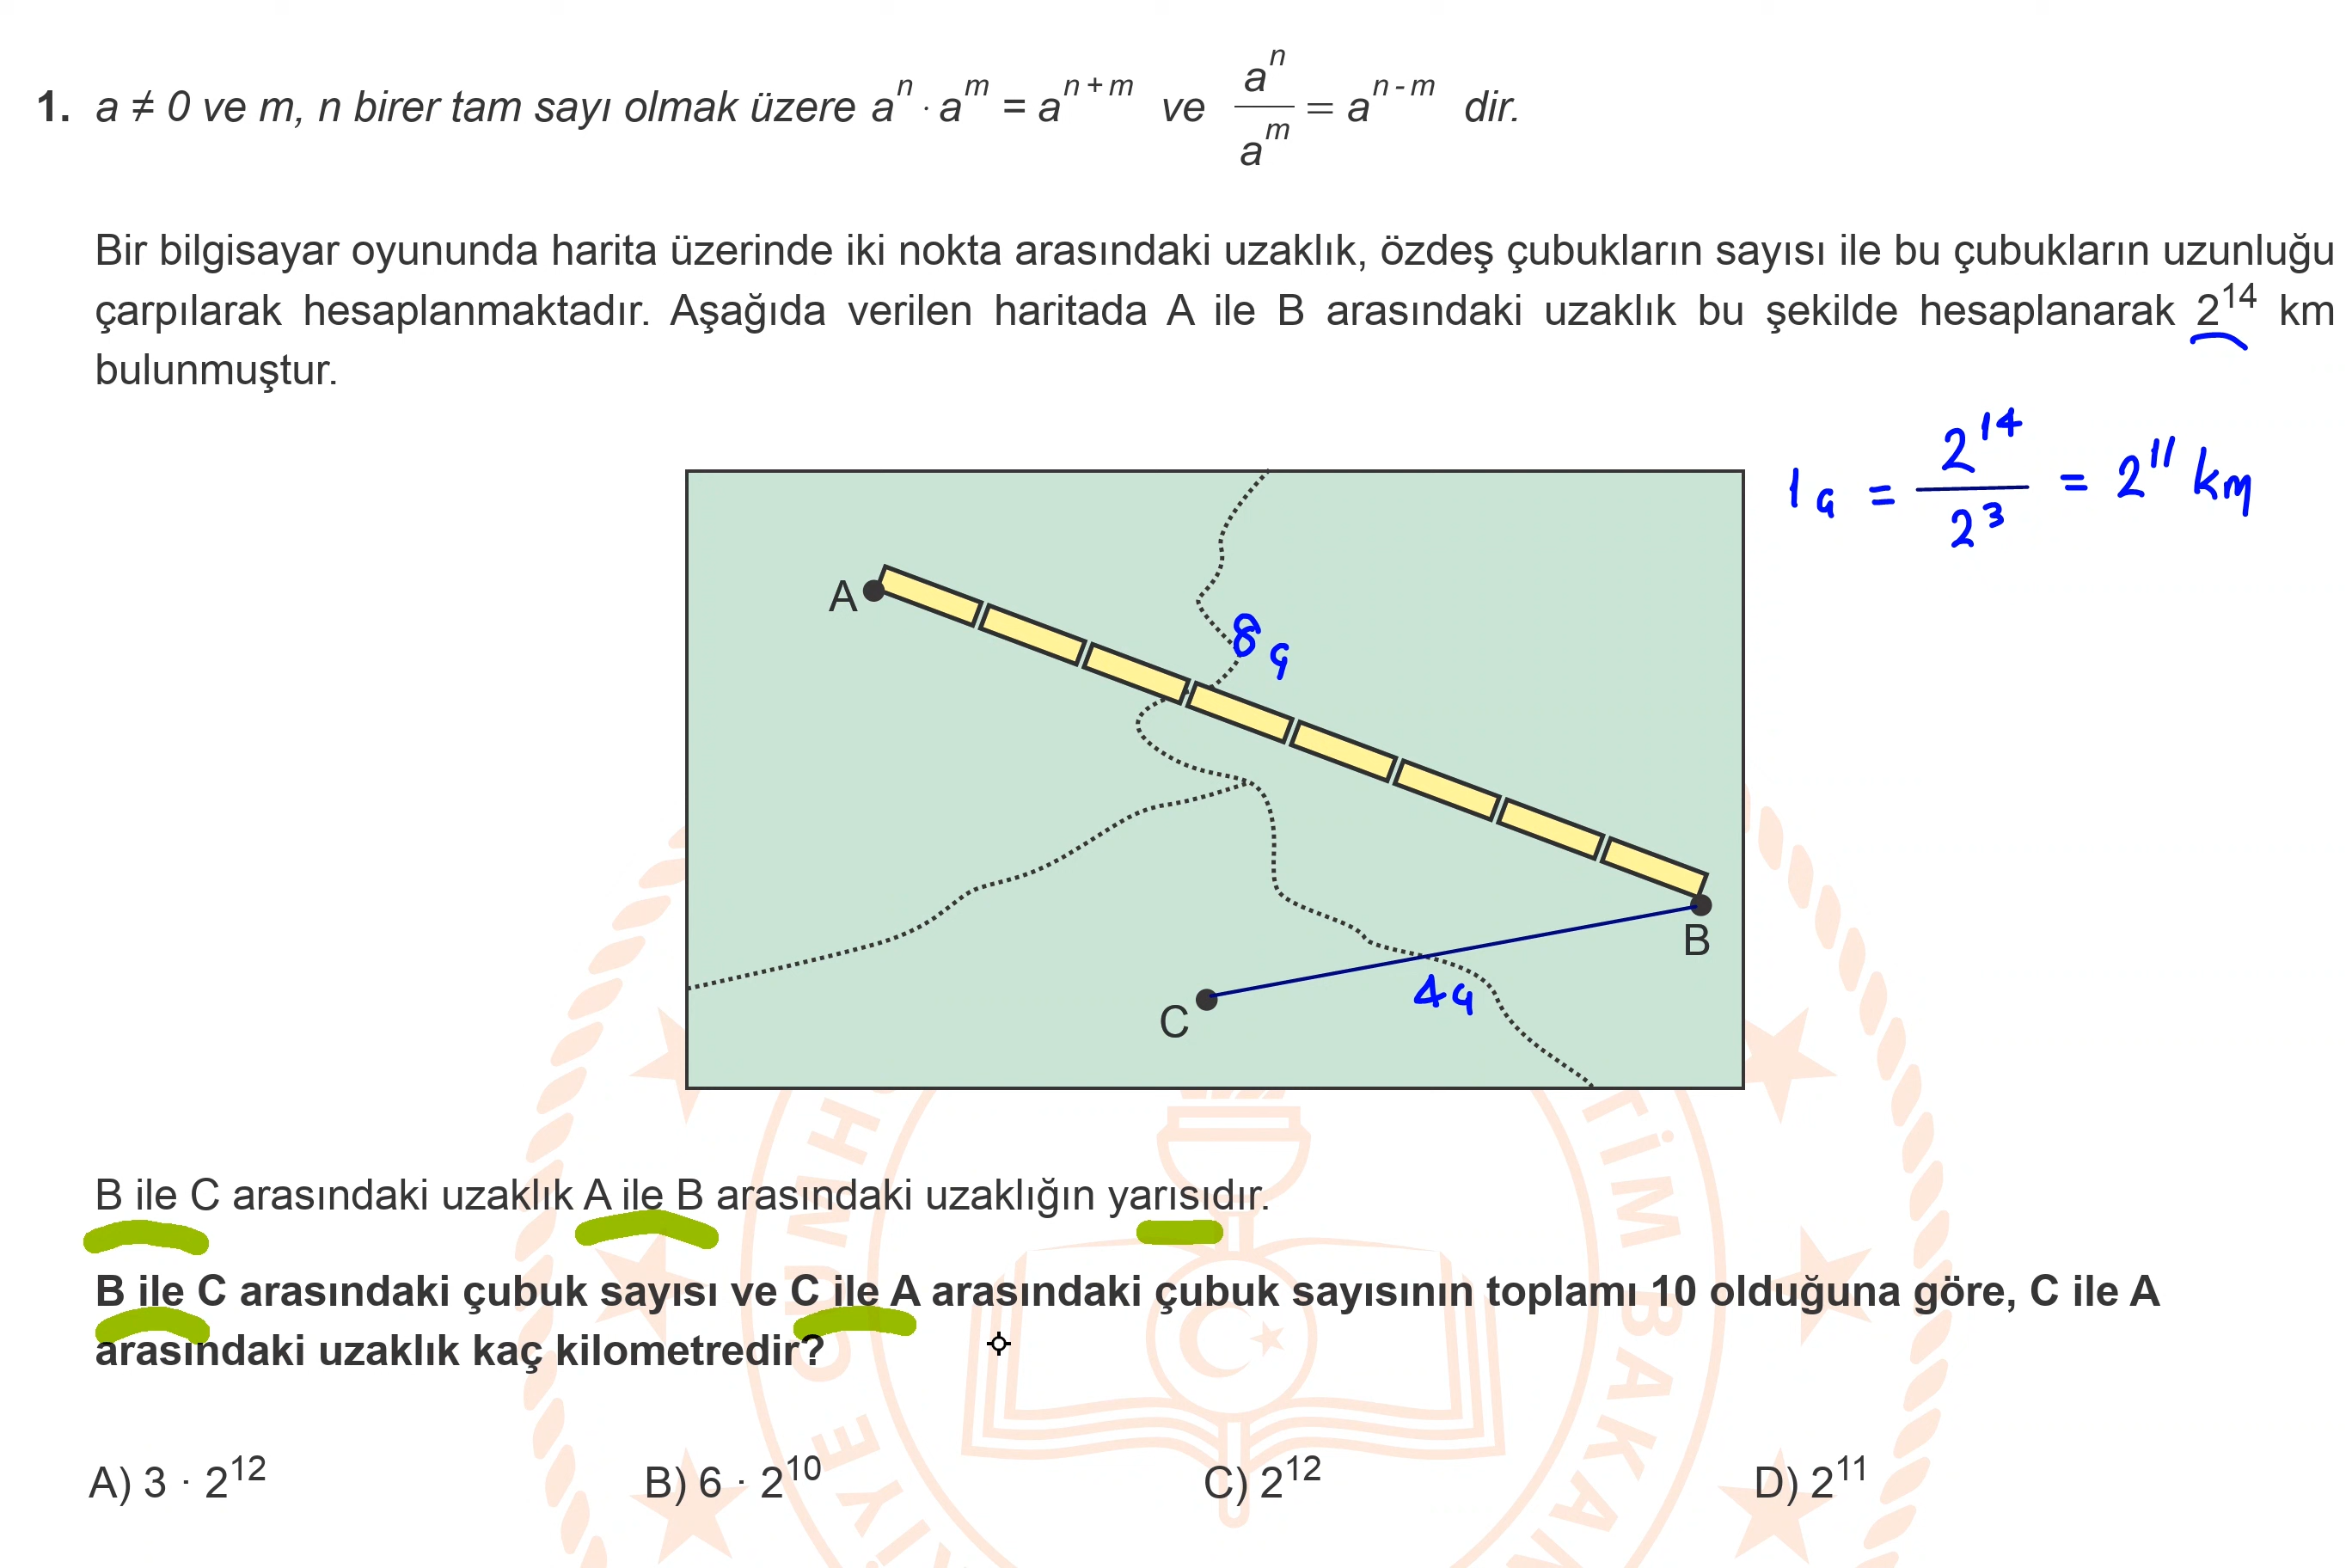 1. a ≠ 0 ve m, n birer tam sayı olmak üzere aⁿ · aᵐ = aⁿ⁺ᵐ ve aⁿ/aᵐ = aⁿ⁻ᵐ dir.
Bir bilgisayar oyununda harita üzerinde iki nokta arasındaki uzaklık, özdeş çubukların sayısı ile bu çubukların uzunluğu
çarpılarak hesaplanmaktadır. Aşağıda verilen haritada A ile B arasındaki uzaklık bu şekilde hesaplanarak 2¹⁴ km
bulunmuştur.
1ç = 2¹⁴/2³ = 2¹¹ km
A
8 ç
B
4ç
C
B ile C arasındaki uzaklık A ile B arasındaki uzaklığın yarısıdır.
B ile C arasındaki çubuk sayısı ve C ile A arasındaki çubuk sayısının toplamı 10 olduğuna göre, C ile A
arasındaki uzaklık kaç kilometredir?
A) 3 · 2¹² B) 6 · 2¹⁰ C) 2¹² D) 2¹¹